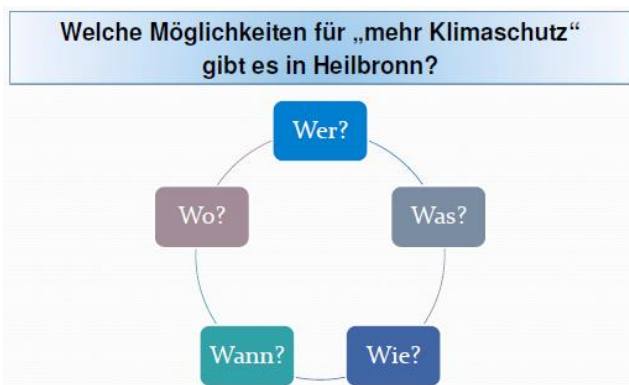 Welche Möglichkeiten für „mehr Klimaschutz“
gibt es in Heilbronn?
Wer?
Was?
Wie?
Wann?
Wo?